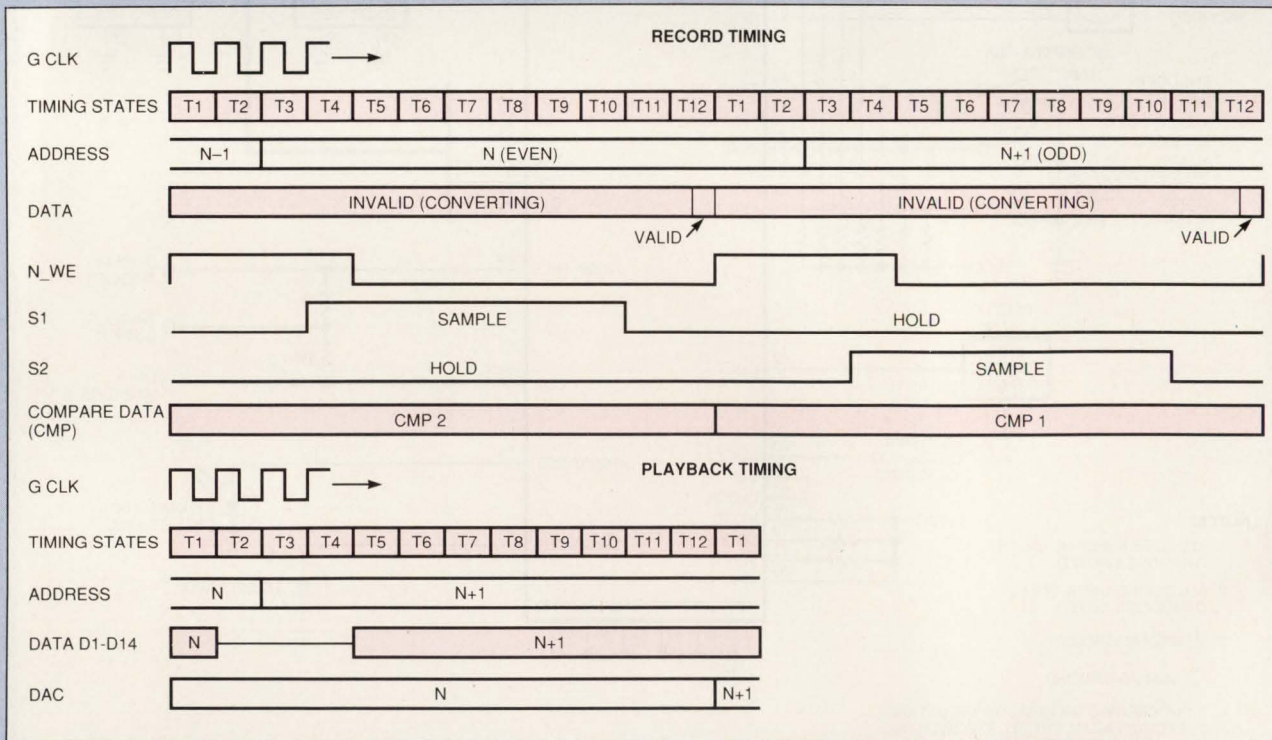 RECORD TIMING
G CLK
TIMING STATES T1 T2 T3 T4 T5 T6 T7 T8 T9 T10 T11 T12 T1 T2 T3 T4 T5 T6 T7 T8 T9 T10 T11 T12
ADDRESS N–1 N (EVEN) N+1 (ODD)
DATA INVALID (CONVERTING) INVALID (CONVERTING)
VALID VALID
N_WE
S1 SAMPLE HOLD
S2 HOLD SAMPLE
COMPARE DATA
(CMP) CMP 2 CMP 1
PLAYBACK TIMING
G CLK
TIMING STATES T1 T2 T3 T4 T5 T6 T7 T8 T9 T10 T11 T12 T1
ADDRESS N N+1
DATA D1-D14 N N+1
DAC N N+1